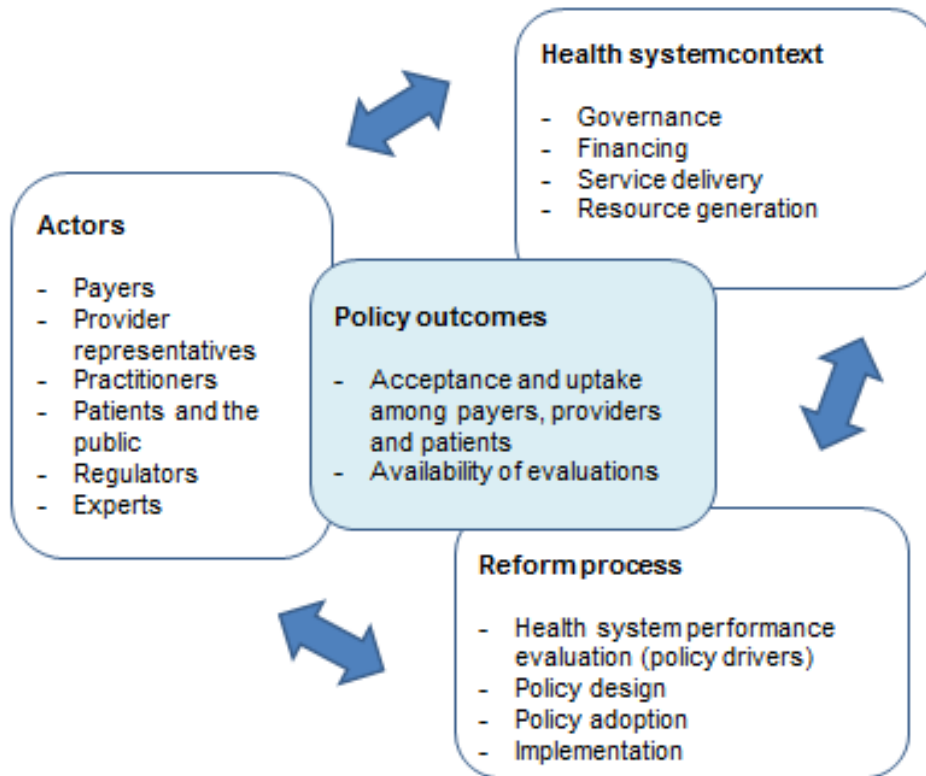 Health systemcontext
- Governance
- Financing
- Service delivery
- Resource generation
Actors
- Payers
- Provider
representatives
- Practitioners
- Patients and the
public
- Regulators
- Experts
Policy outcomes
- Acceptance and uptake
among payers, providers
and patients
- Availability of evaluations
Reform process
- Health system performance
evaluation (policy drivers)
- Policy design
- Policy adoption
- Implementation